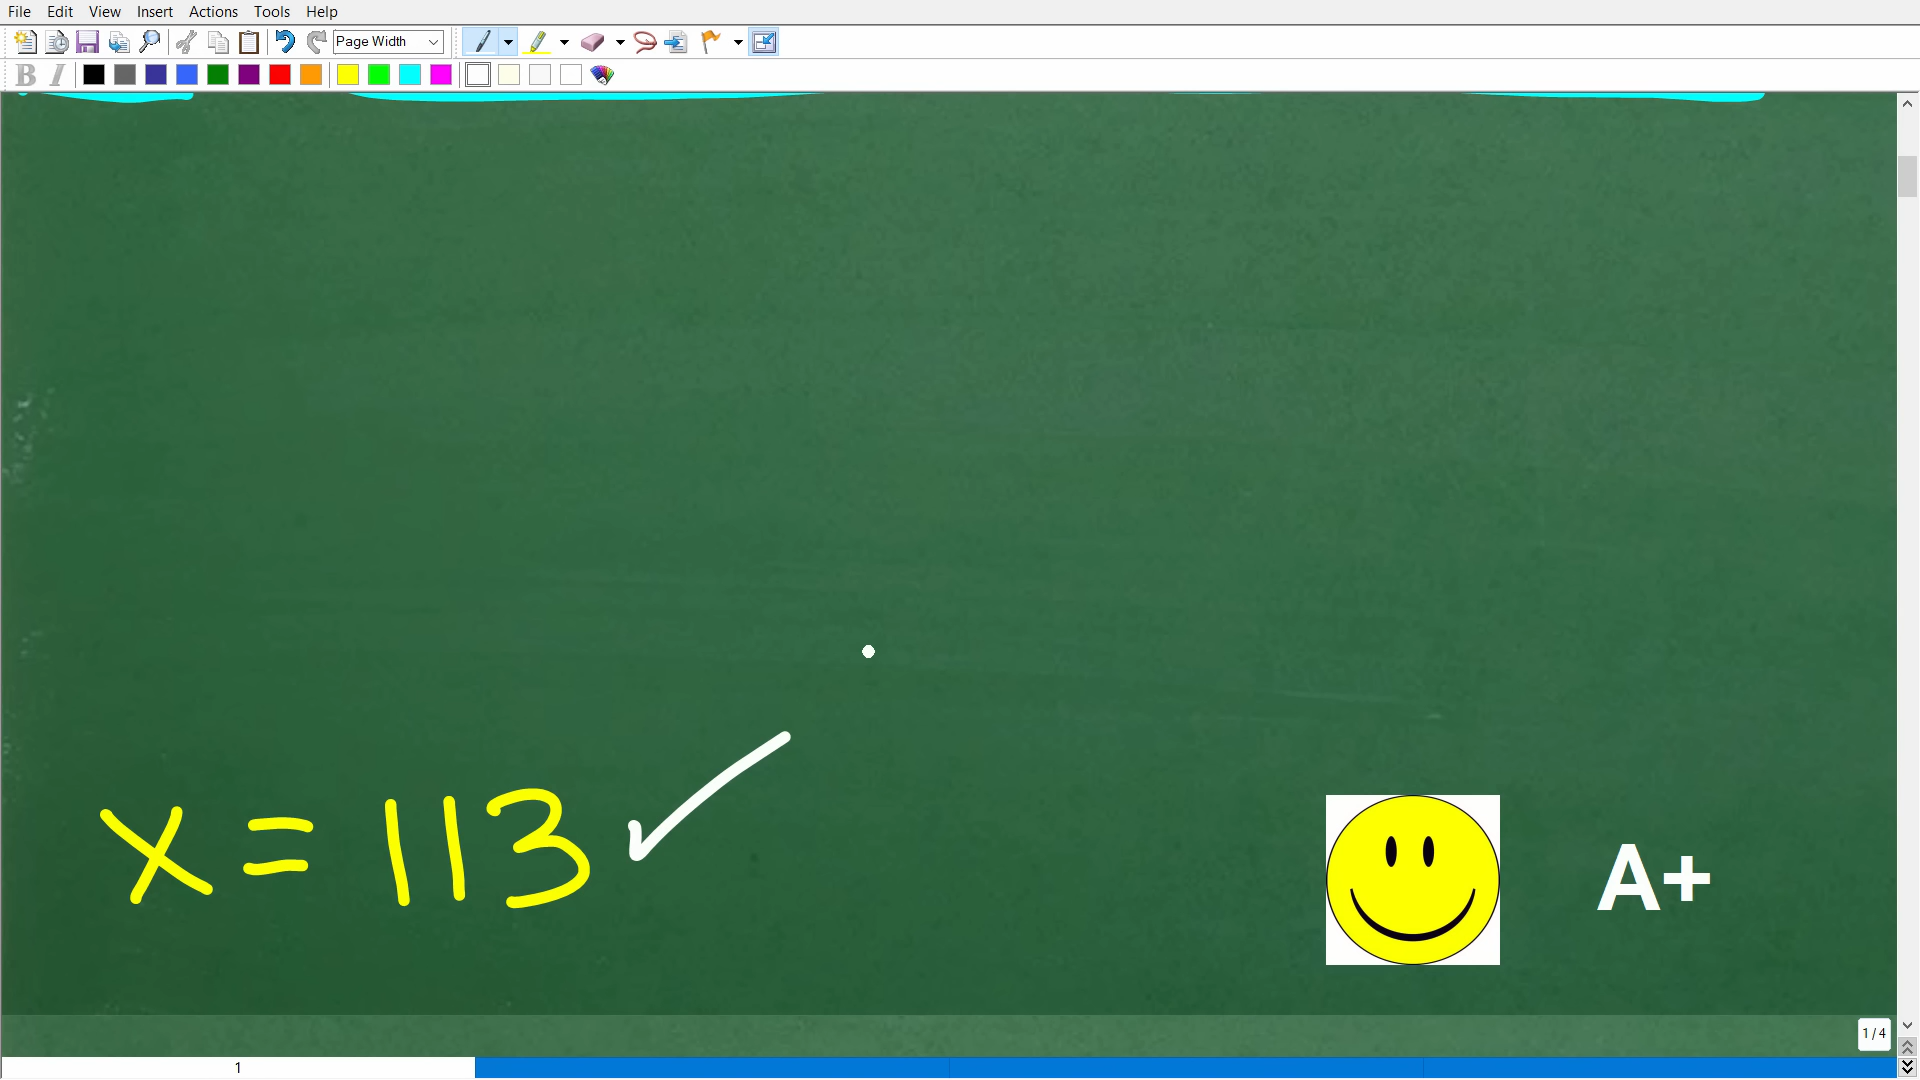 File Edit View Insert Actions Tools Help
Page Width
B I
x = 113
A+
1 / 4
1